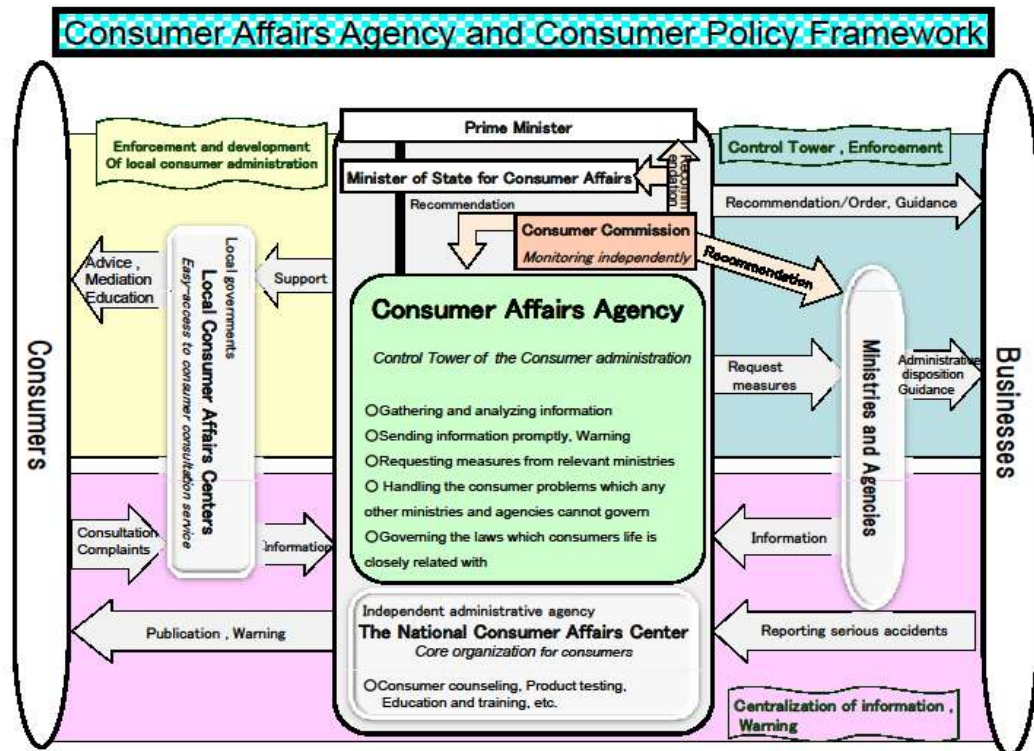 Consumer Affairs Agency and Consumer Policy Framework
Consumers
Enforcement and development
Of local consumer administration
Advice ,
Mediation
Education
Local governments
Local Consumer Affairs Centers
Easy-access to consumer consultation service
Support
Consultation
Complaints
Information
Publication , Warning
Prime Minister
Minister of State for Consumer Affairs
Recomm
endation
Recommendation
Consumer Commission
Monitoring independently
Recommendation
Consumer Affairs Agency
Control Tower of the Consumer administration
○Gathering and analyzing information
○Sending information promptly, Warning
○Requesting measures from relevant ministries
○ Handling the consumer problems which any
other ministries and agencies cannot govern
○Governing the laws which consumers life is
closely related with
Independent administrative agency
The National Consumer Affairs Center
Core organization for consumers
○Consumer counseling, Product testing,
Education and training, etc.
Control Tower , Enforcement
Recommendation/Order, Guidance
Request
measures
Ministries and Agencies
Administrative
disposition
Guidance
Information
Reporting serious accidents
Centralization of information ,
Warning
Businesses